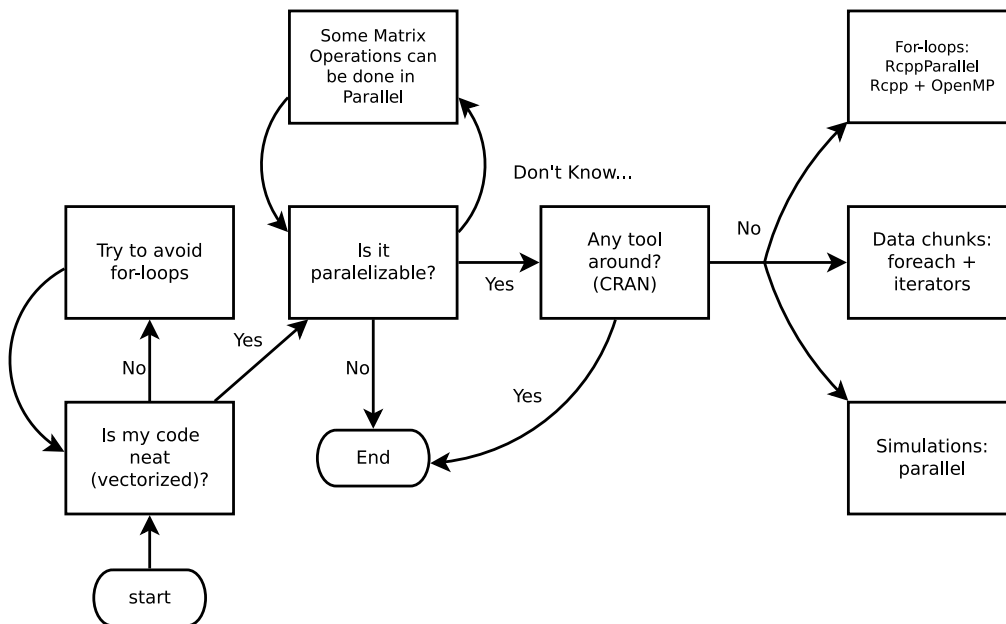 Some Matrix
Operations can
be done in
Parallel
For-loops:
RcppParallel
Rcpp + OpenMP
Don't Know...
Try to avoid
for-loops
Is it
paralelizable?
Yes
Any tool
around?
(CRAN)
No
Data chunks:
foreach +
iterators
No
Yes
No
Yes
Is my code
neat
(vectorized)?
End
Simulations:
parallel
start